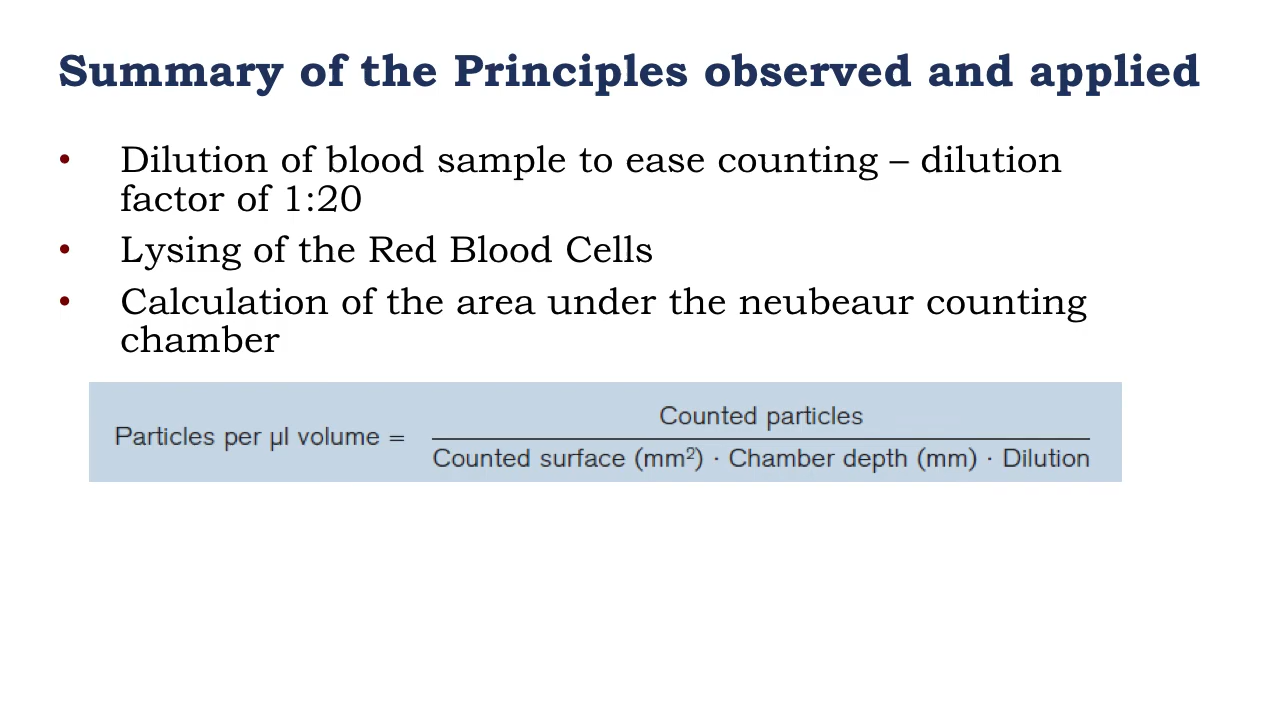 Summary of the Principles observed and applied
• Dilution of blood sample to ease counting – dilution
factor of 1:20
• Lysing of the Red Blood Cells
• Calculation of the area under the neubeaur counting
chamber
Counted particles
Particles per µl volume =
Counted surface (mm²) · Chamber depth (mm) · Dilution